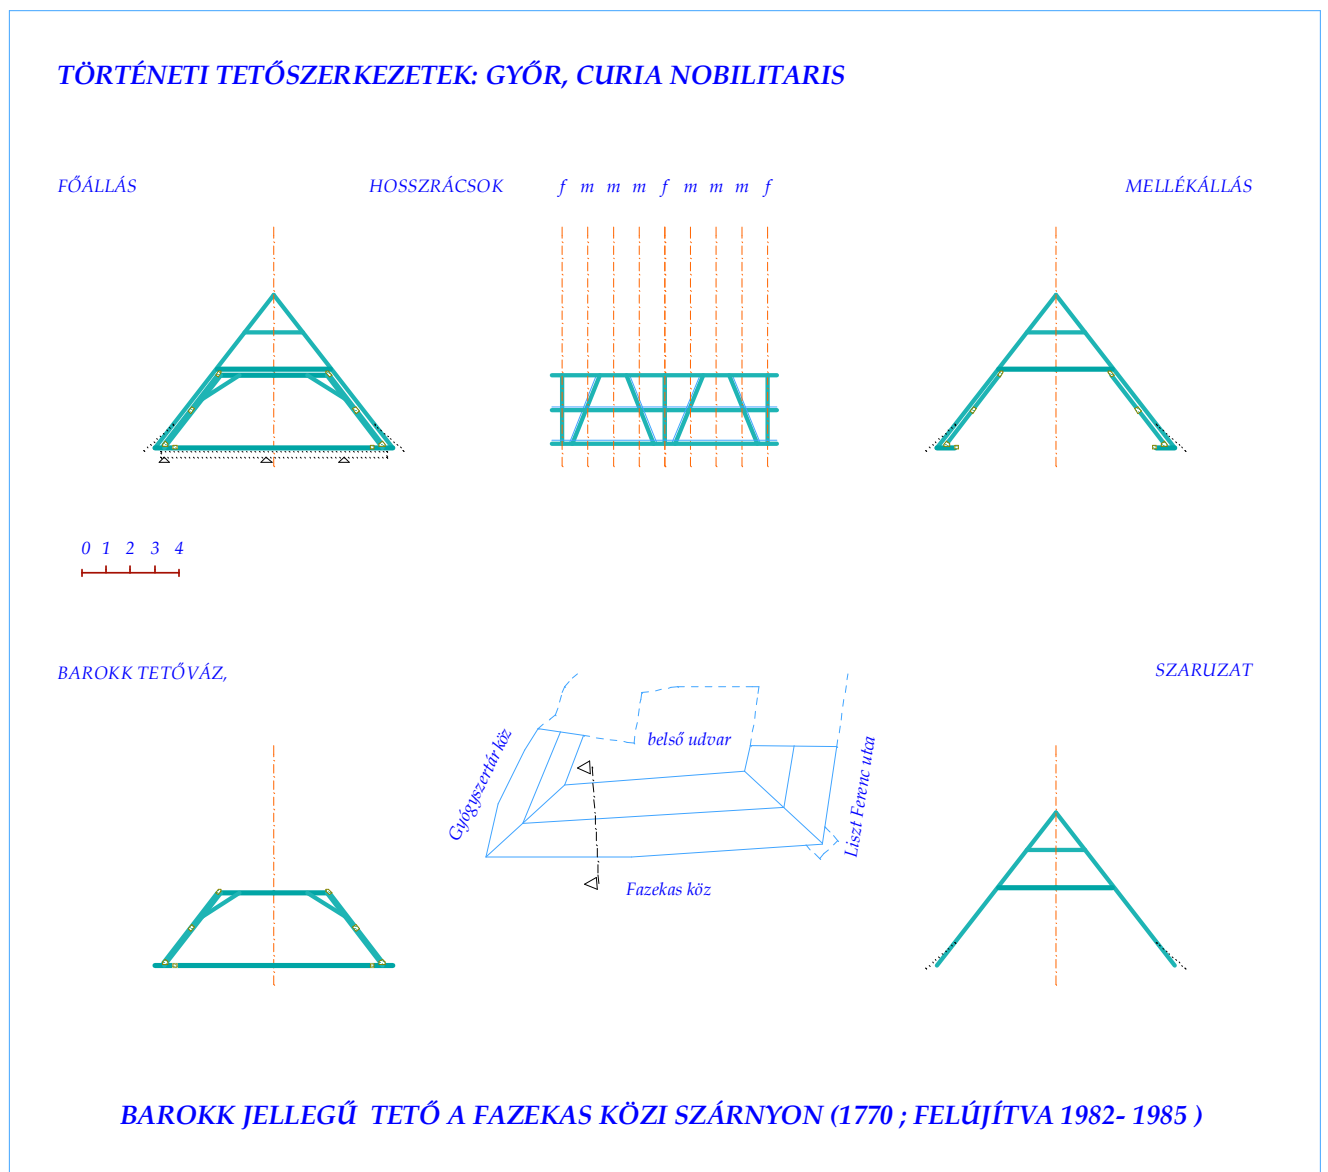 TÖRTÉNETI TETŐSZERKEZETEK: GYŐR, CURIA NOBILITARIS
FŐÁLLÁS
HOSSZRÁCSOK
f m m m f m m m f
MELLÉKÁLLÁS
0 1 2 3 4
BAROKK TETŐVÁZ,
SZARUZAT
Gyógyszertár köz
belső udvar
Liszt Ferenc utca
Fazekas köz
BAROKK JELLEGŰ TETŐ A FAZEKAS KÖZI SZÁRNYON (1770 ; FELÚJÍTVA 1982- 1985 )